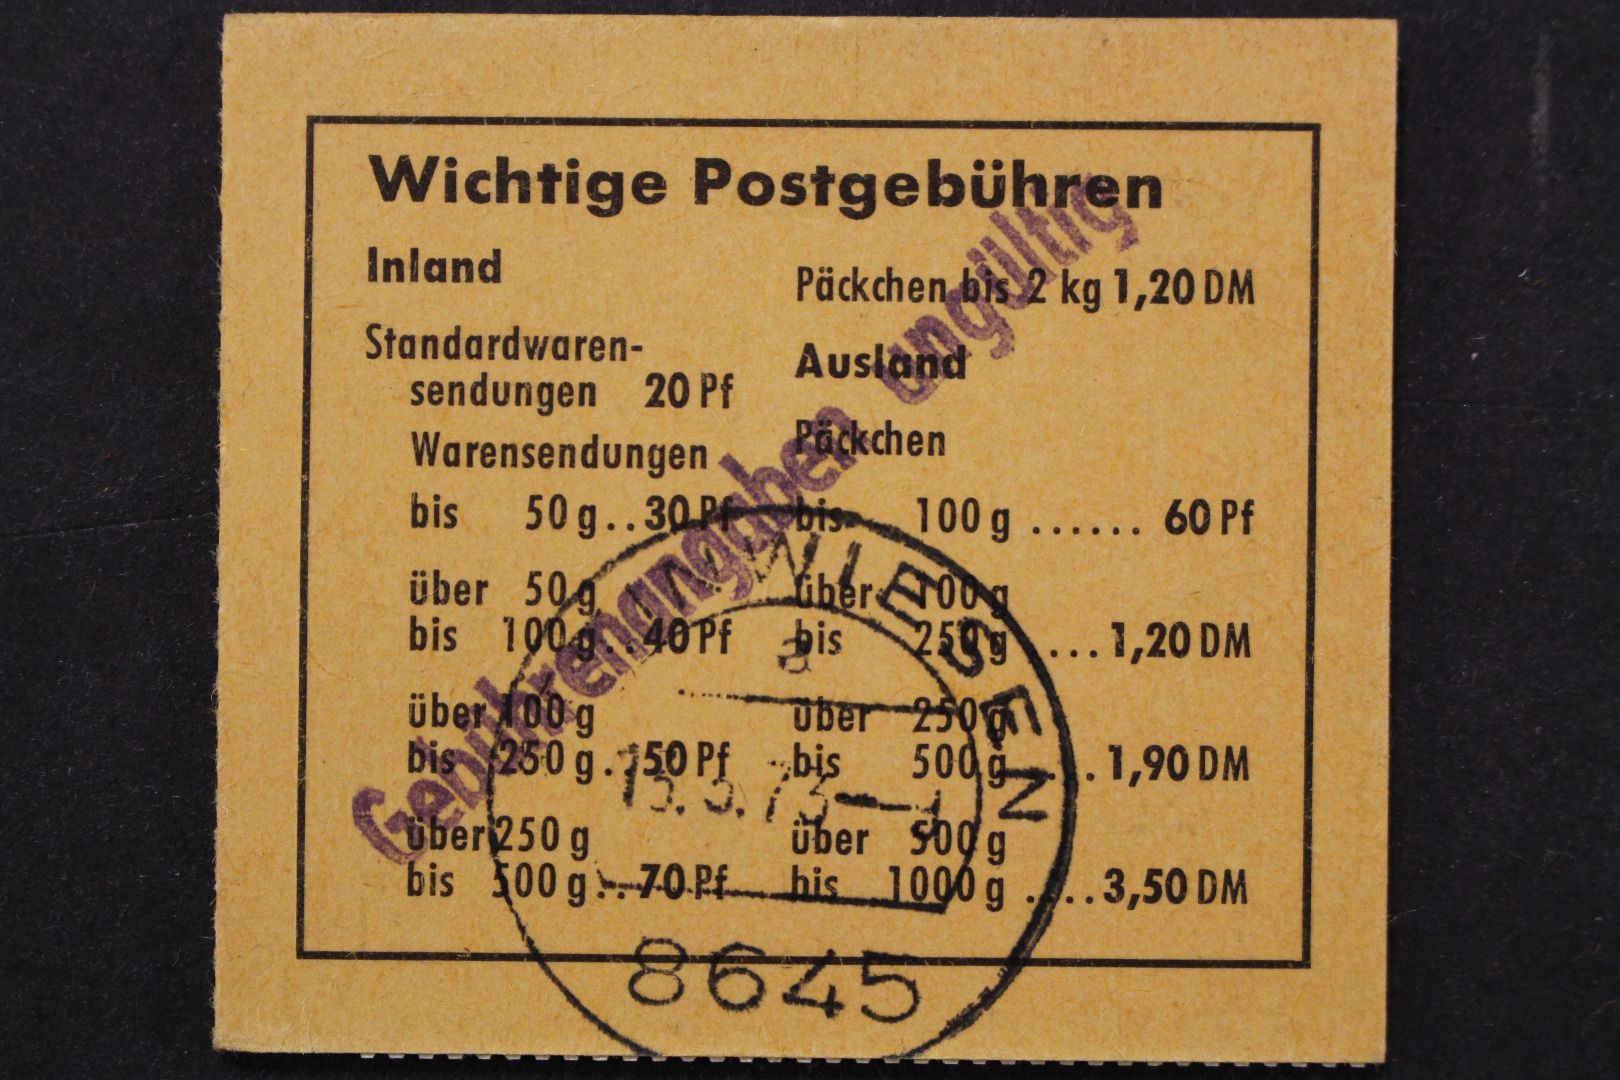 Wichtige Postgebühren
Inland
Standardwaren-
sendungen 20 Pf
Warensendungen
bis 50 g..30 Pf
über 50 g
bis 100 g..40 Pf
über 100 g
bis 250 g..50 Pf
über 250 g
bis 500 g..70 Pf
Päckchen bis 2 kg 1,20 DM
Ausland
Päckchen
bis 100 g ...... 60 Pf
über 100 g
bis 250 g ...1,20 DM
über 250 g
bis 500 g ....1,90 DM
über 500 g
bis 1000 g ....3,50 DM
Gebührenangaben ungültig
WIESEN
a
8645